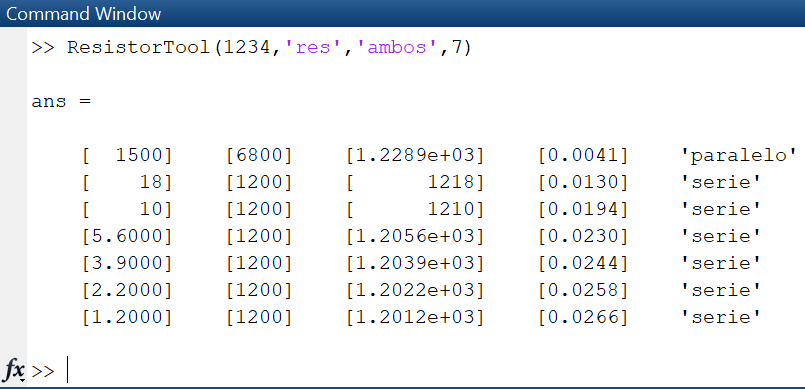 Command Window
>> ResistorTool(1234,'res','ambos',7)
ans =
[  1500]    [6800]    [1.2289e+03]    [0.0041]    'paralelo'
[    18]    [1200]    [      1218]    [0.0130]    'serie'
[    10]    [1200]    [      1210]    [0.0194]    'serie'
[5.6000]    [1200]    [1.2056e+03]    [0.0230]    'serie'
[3.9000]    [1200]    [1.2039e+03]    [0.0244]    'serie'
[2.2000]    [1200]    [1.2022e+03]    [0.0258]    'serie'
[1.2000]    [1200]    [1.2012e+03]    [0.0266]    'serie'
fx >>